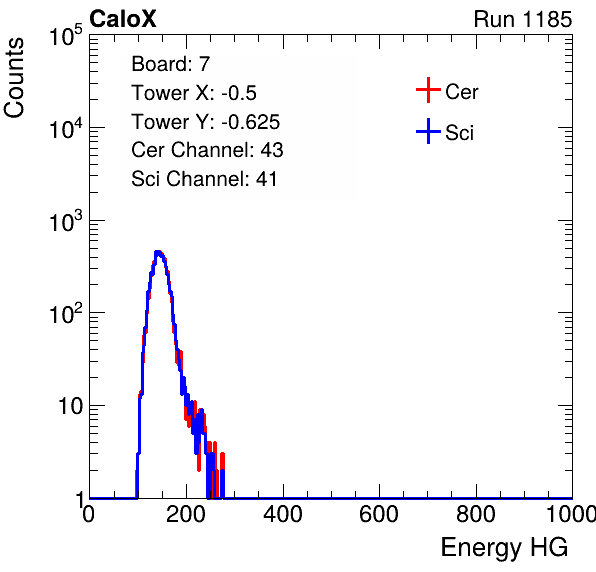 CaloX Run 1185
Counts
10^5
10^4
10^3
10^2
10
1
Board: 7
Tower X: -0.5
Tower Y: -0.625
Cer Channel: 43
Sci Channel: 41
Cer
Sci
0 200 400 600 800 1000
Energy HG